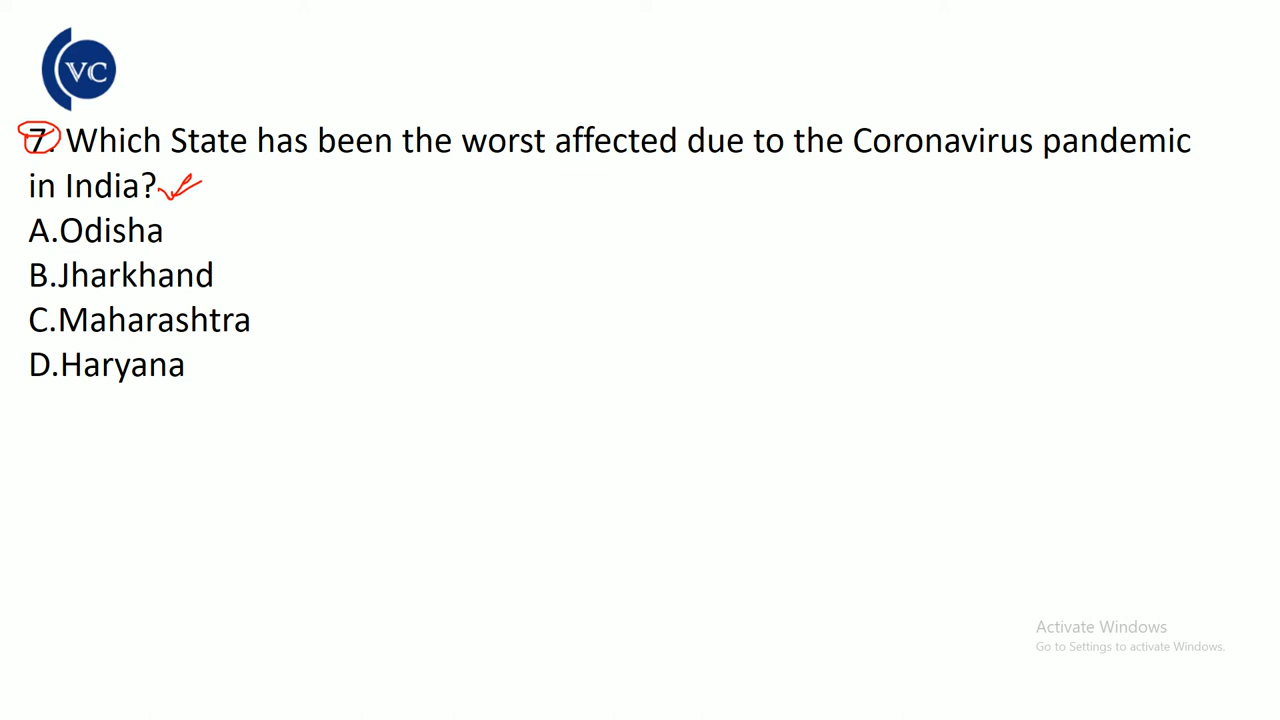 VC
7. Which State has been the worst affected due to the Coronavirus pandemic
in India?
A.Odisha
B.Jharkhand
C.Maharashtra
D.Haryana
Activate Windows
Go to Settings to activate Windows.